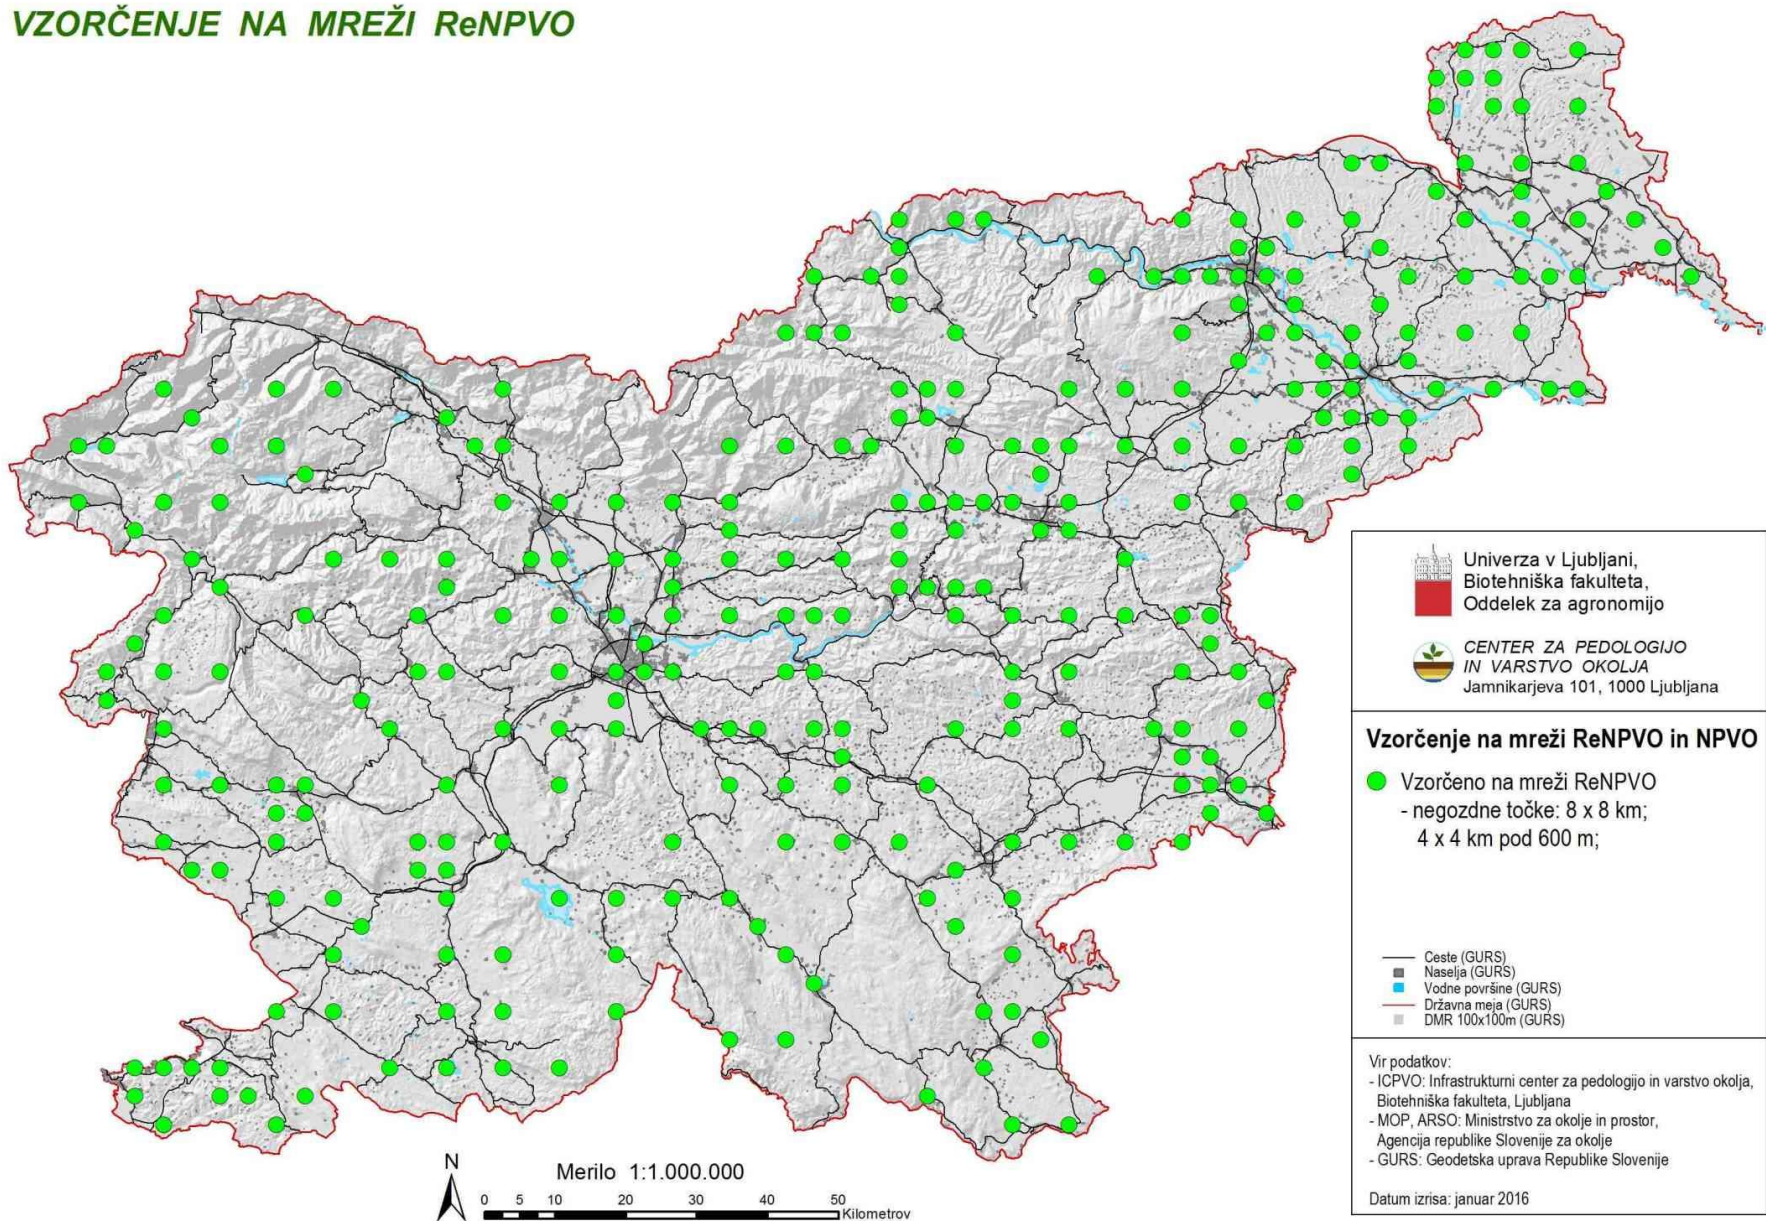 VZORČENJE NA MREŽI ReNPVO
Univerza v Ljubljani,
Biotehniška fakulteta,
Oddelek za agronomijo
CENTER ZA PEDOLOGIJO
IN VARSTVO OKOLJA
Jamnikarjeva 101, 1000 Ljubljana
Vzorčenje na mreži ReNPVO in NPVO
Vzorčeno na mreži ReNPVO
- negozdne točke: 8 x 8 km;
4 x 4 km pod 600 m;
Ceste (GURS)
Naselja (GURS)
Vodne površine (GURS)
Državna meja (GURS)
DMR 100x100m (GURS)
Vir podatkov:
- ICPVO: Infrastrukturni center za pedologijo in varstvo okolja,
Biotehniška fakulteta, Ljubljana
- MOP, ARSO: Ministrstvo za okolje in prostor,
Agencija republike Slovenije za okolje
- GURS: Geodetska uprava Republike Slovenije
Datum izrisa: januar 2016
N
Merilo 1:1.000.000
0 5 10 20 30 40 50
Kilometrov